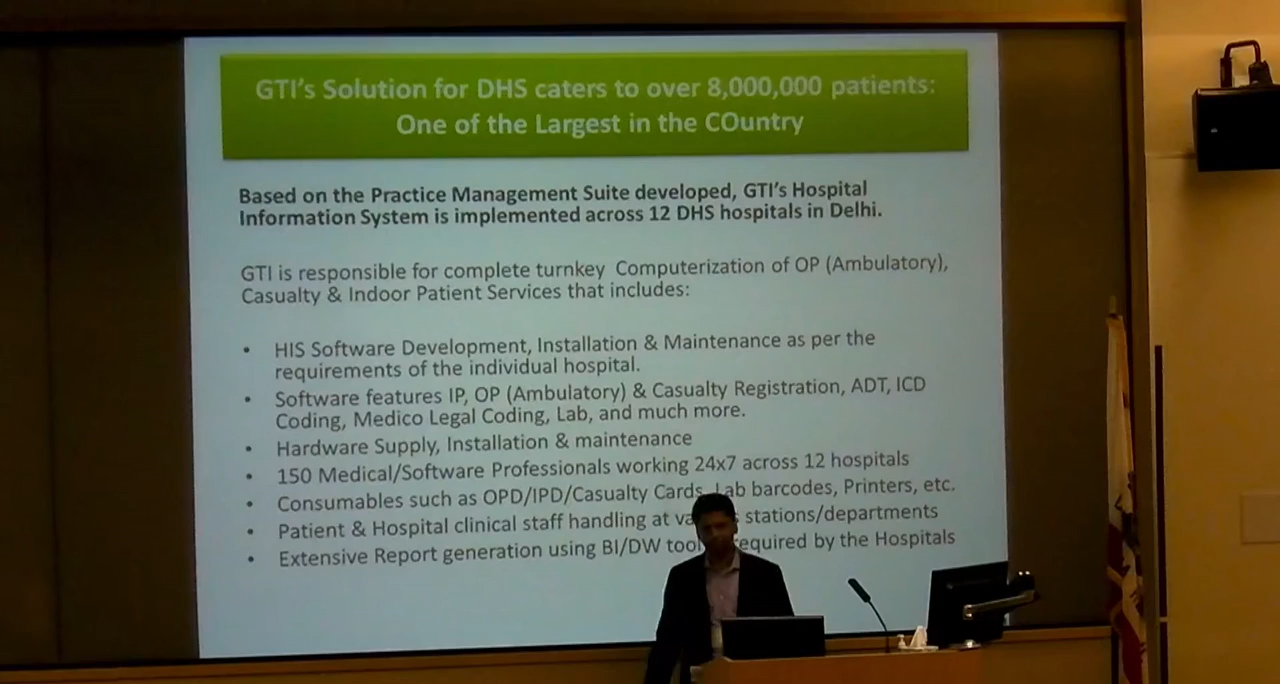 GTI's Solution for DHS caters to over 8,000,000 patients:
One of the Largest in the COuntry
Based on the Practice Management Suite developed, GTI's Hospital
Information System is implemented across 12 DHS hospitals in Delhi.
GTI is responsible for complete turnkey Computerization of OP (Ambulatory),
Casualty & Indoor Patient Services that includes:
• HIS Software Development, Installation & Maintenance as per the
requirements of the individual hospital.
• Software features IP, OP (Ambulatory) & Casualty Registration, ADT, ICD
Coding, Medico Legal Coding, Lab, and much more.
• Hardware Supply, Installation & maintenance
• 150 Medical/Software Professionals working 24x7 across 12 hospitals
• Consumables such as OPD/IPD/Casualty Cards, Lab barcodes, Printers, etc.
• Patient & Hospital clinical staff handling at stations/departments
• Extensive Report generation using BI/DW required by the Hospitals